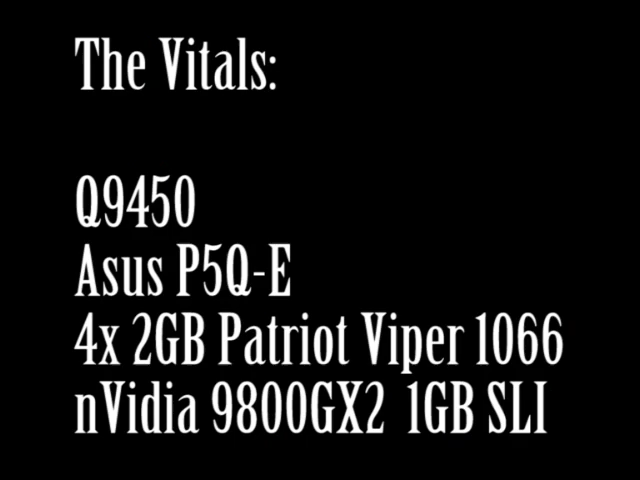 The Vitals:
Q9450
Asus P5Q-E
4x 2GB Patriot Viper 1066
nVidia 9800GX2 1GB SLI